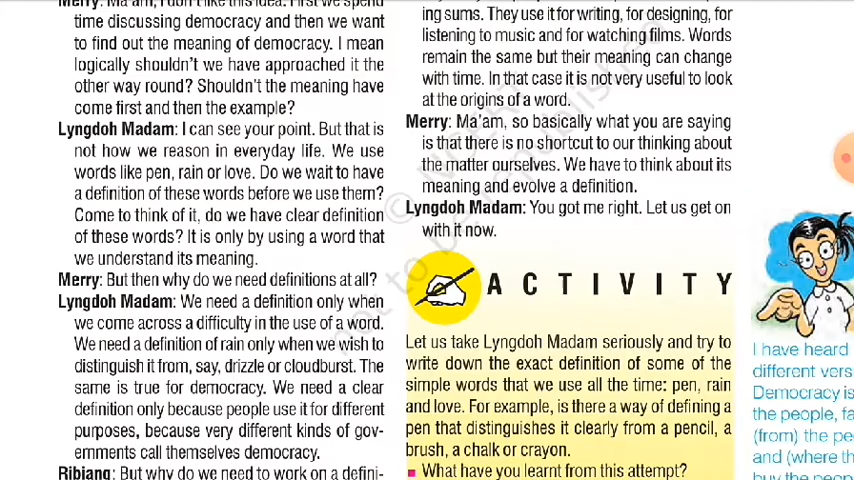 Merry: Ma'am, I don't like this idea. First we spend
time discussing democracy and then we want
to find out the meaning of democracy. I mean
logically shouldn't we have approached it the
other way round? Shouldn't the meaning have
come first and then the example?
Lyngdoh Madam: I can see your point. But that is
not how we reason in everyday life. We use
words like pen, rain or love. Do we wait to have
a definition of these words before we use them?
Come to think of it, do we have clear definition
of these words? It is only by using a word that
we understand its meaning.
Merry: But then why do we need definitions at all?
Lyngdoh Madam: We need a definition only when
we come across a difficulty in the use of a word.
We need a definition of rain only when we wish to
distinguish it from, say, drizzle or cloudburst. The
same is true for democracy. We need a clear
definition only because people use it for different
purposes, because very different kinds of gov-
ernments call themselves democracy.
Ribiang: But why do we need to work on a defini-
ing sums. They use it for writing, for designing, for
listening to music and for watching films. Words
remain the same but their meaning can change
with time. In that case it is not very useful to look
at the origins of a word.
Merry: Ma'am, so basically what you are saying
is that there is no shortcut to our thinking about
the matter ourselves. We have to think about its
meaning and evolve a definition.
Lyngdoh Madam: You got me right. Let us get on
with it now.
ACTIVITY
Let us take Lyngdoh Madam seriously and try to
write down the exact definition of some of the
simple words that we use all the time: pen, rain
and love. For example, is there a way of defining a
pen that distinguishes it clearly from a pencil, a
brush, a chalk or crayon.
What have you learnt from this attempt?
I have heard
different vers
Democracy is
the people, fa
(from) the pe
and (where th
buy the peop
© NCERT
not to be republished